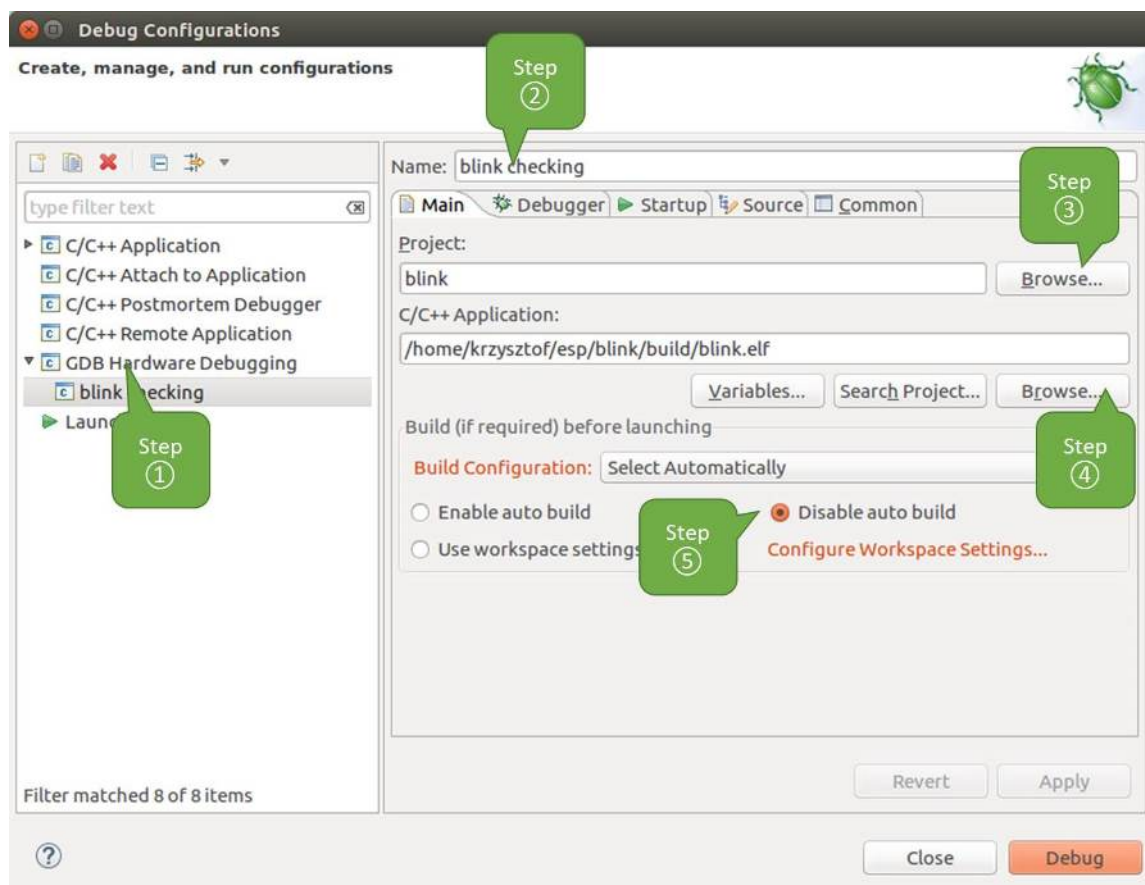 Debug Configurations
Create, manage, and run configurations
Step
②
type filter text
C/C++ Application
C/C++ Attach to Application
C/C++ Postmortem Debugger
C/C++ Remote Application
GDB Hardware Debugging
blink checking
Laun
Step
①
Filter matched 8 of 8 items
Name: blink checking
Main Debugger Startup Source Common
Step
③
Project:
blink Browse...
C/C++ Application:
/home/krzysztof/esp/blink/build/blink.elf
Variables... Search Project... Browse...
Step
④
Build (if required) before launching
Build Configuration: Select Automatically
Enable auto build Disable auto build
Step
⑤
Use workspace settings Configure Workspace Settings...
Revert Apply
Close Debug